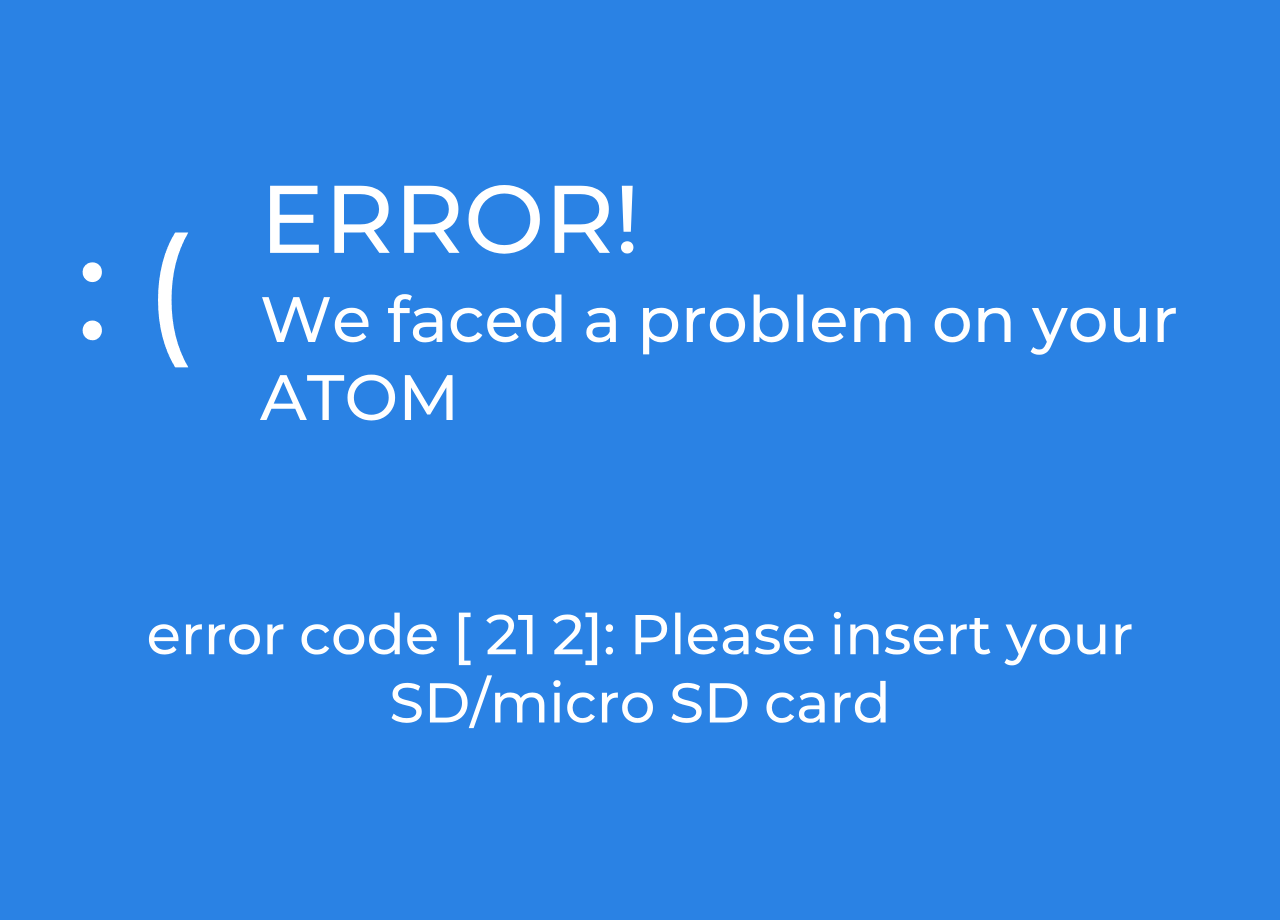 : (
ERROR!
We faced a problem on your
ATOM
error code [ 21 2]: Please insert your
SD/micro SD card